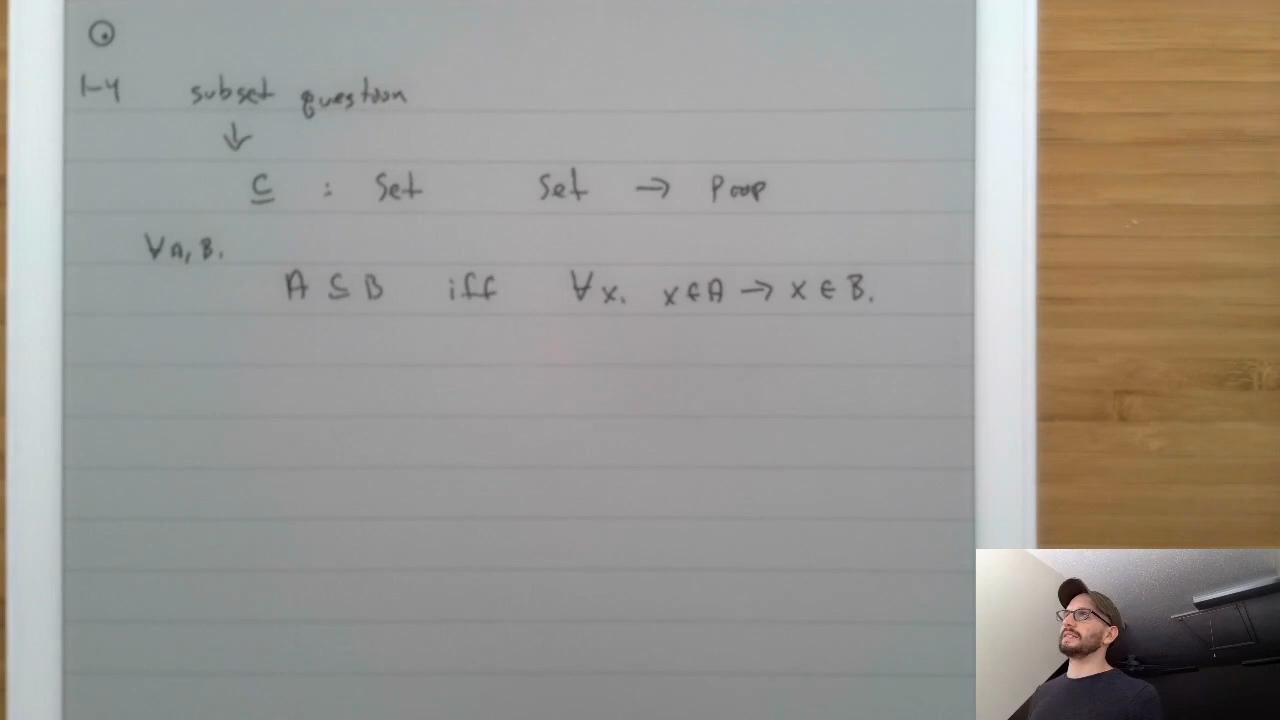 1-4 subset question
↓
⊆ : Set Set → Prop
∀A, B.
A ⊆ B iff ∀x. x∈A → x ∈ B.